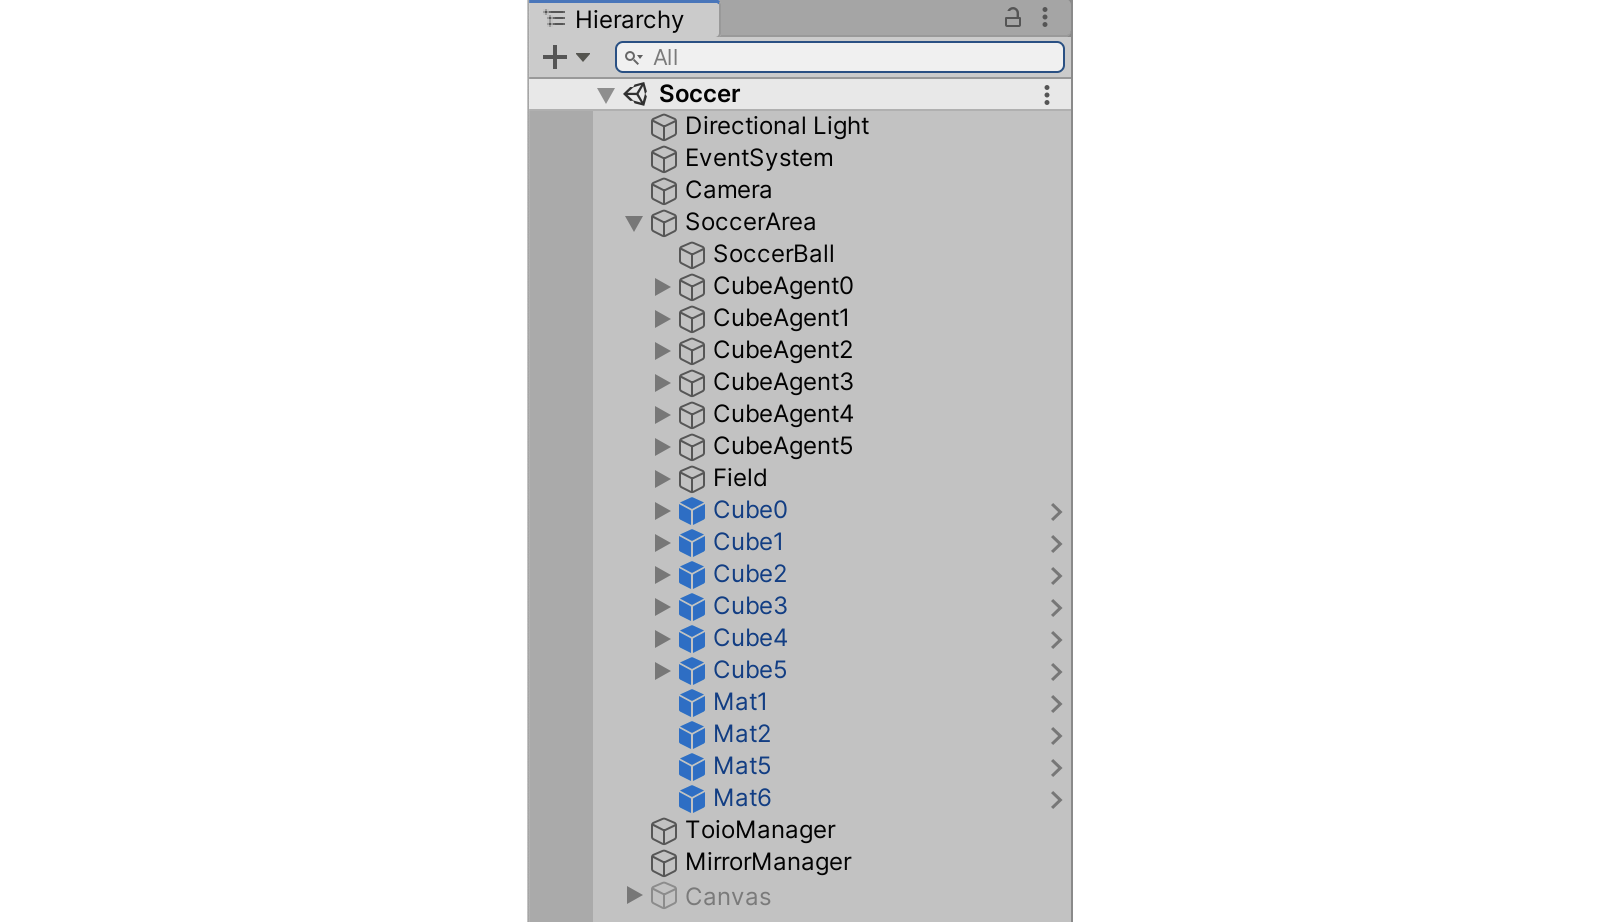 Hierarchy
All
Soccer
Directional Light
EventSystem
Camera
SoccerArea
SoccerBall
CubeAgent0
CubeAgent1
CubeAgent2
CubeAgent3
CubeAgent4
CubeAgent5
Field
Cube0
Cube1
Cube2
Cube3
Cube4
Cube5
Mat1
Mat2
Mat5
Mat6
ToioManager
MirrorManager
Canvas